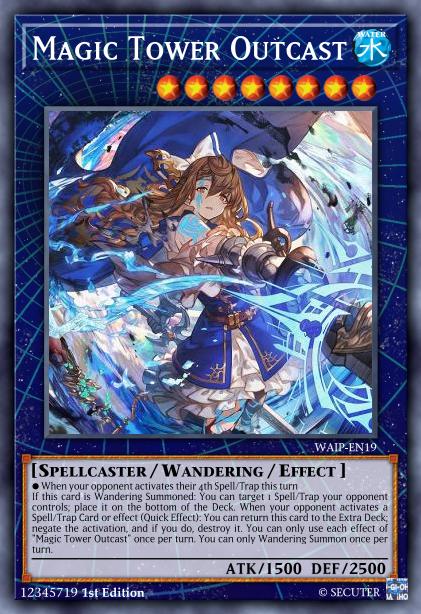 MAGIC TOWER OUTCAST
WATER
水
WAIP-EN19
[SPELLCASTER / WANDERING / EFFECT ]
● When your opponent activates their 4th Spell/Trap this turn
If this card is Wandering Summoned: You can target 1 Spell/Trap your opponent
controls; place it on the bottom of the Deck. When your opponent activates a
Spell/Trap Card or effect (Quick Effect): You can return this card to the Extra Deck;
negate the activation, and if you do, destroy it. You can only use each effect of
"Magic Tower Outcast" once per turn. You can only Wandering Summon once per
turn.
ATK/1500 DEF/2500
12345719 1st Edition
© SECUTER